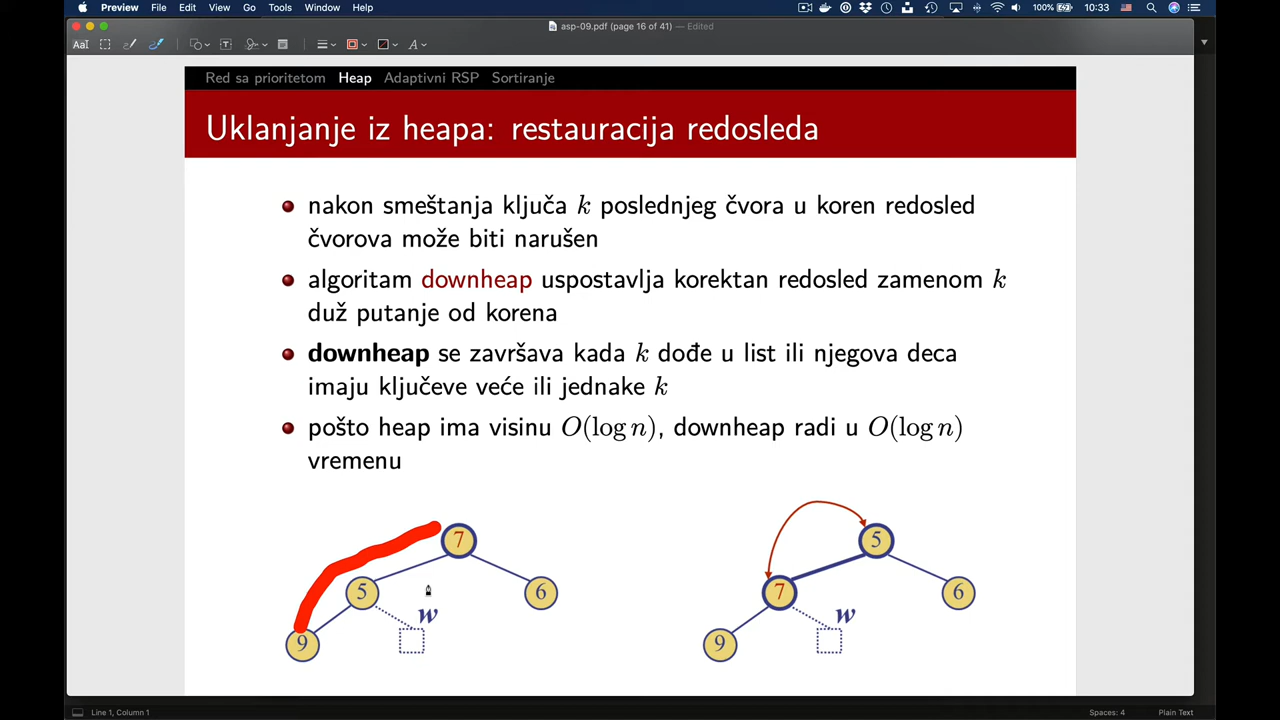 Preview File Edit View Go Tools Window Help 100% 10:33
asp-09.pdf (page 16 of 41) — Edited
Red sa prioritetom Heap Adaptivni RSP Sortiranje
Uklanjanje iz heapa: restauracija redosleda
nakon smeštanja ključa k poslednjeg čvora u koren redosled
čvorova može biti narušen
algoritam downheap uspostavlja korektan redosled zamenom k
duž putanje od korena
downheap se završava kada k dođe u list ili njegova deca
imaju ključeve veće ili jednake k
pošto heap ima visinu O(log n), downheap radi u O(log n)
vremenu
7 5
5 6 7 6
w w
9 9
Line 1, Column 1 Spaces: 4 Plain Text